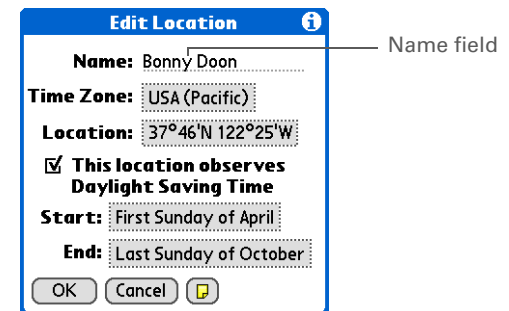 Edit Location
Name: Bonny Doon
Name field
Time Zone: USA (Pacific)
Location: 37°46'N 122°25'W
This location observes
Daylight Saving Time
Start: First Sunday of April
End: Last Sunday of October
OK Cancel